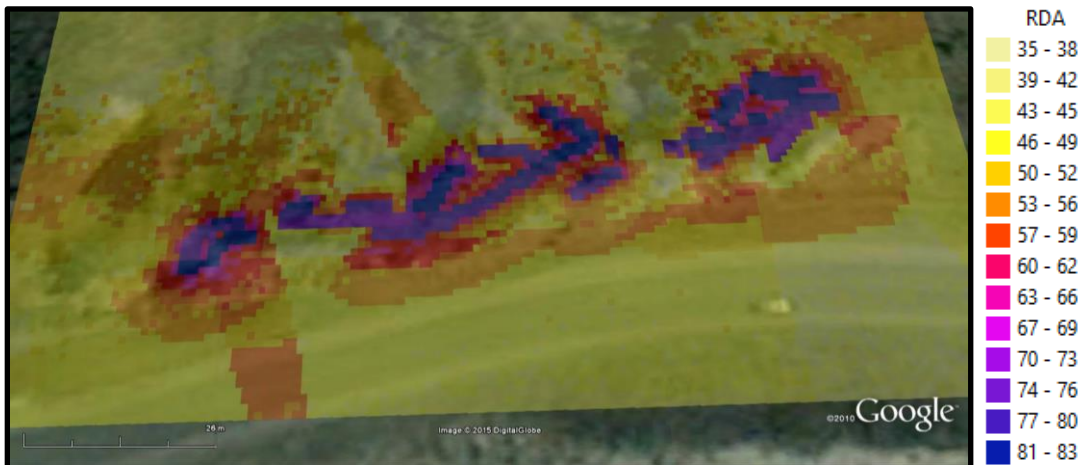 RDA
35 - 38
39 - 42
43 - 45
46 - 49
50 - 52
53 - 56
57 - 59
60 - 62
63 - 66
67 - 69
70 - 73
74 - 76
77 - 80
81 - 83
26 m
Image © 2015 DigitalGlobe
©2010 Google